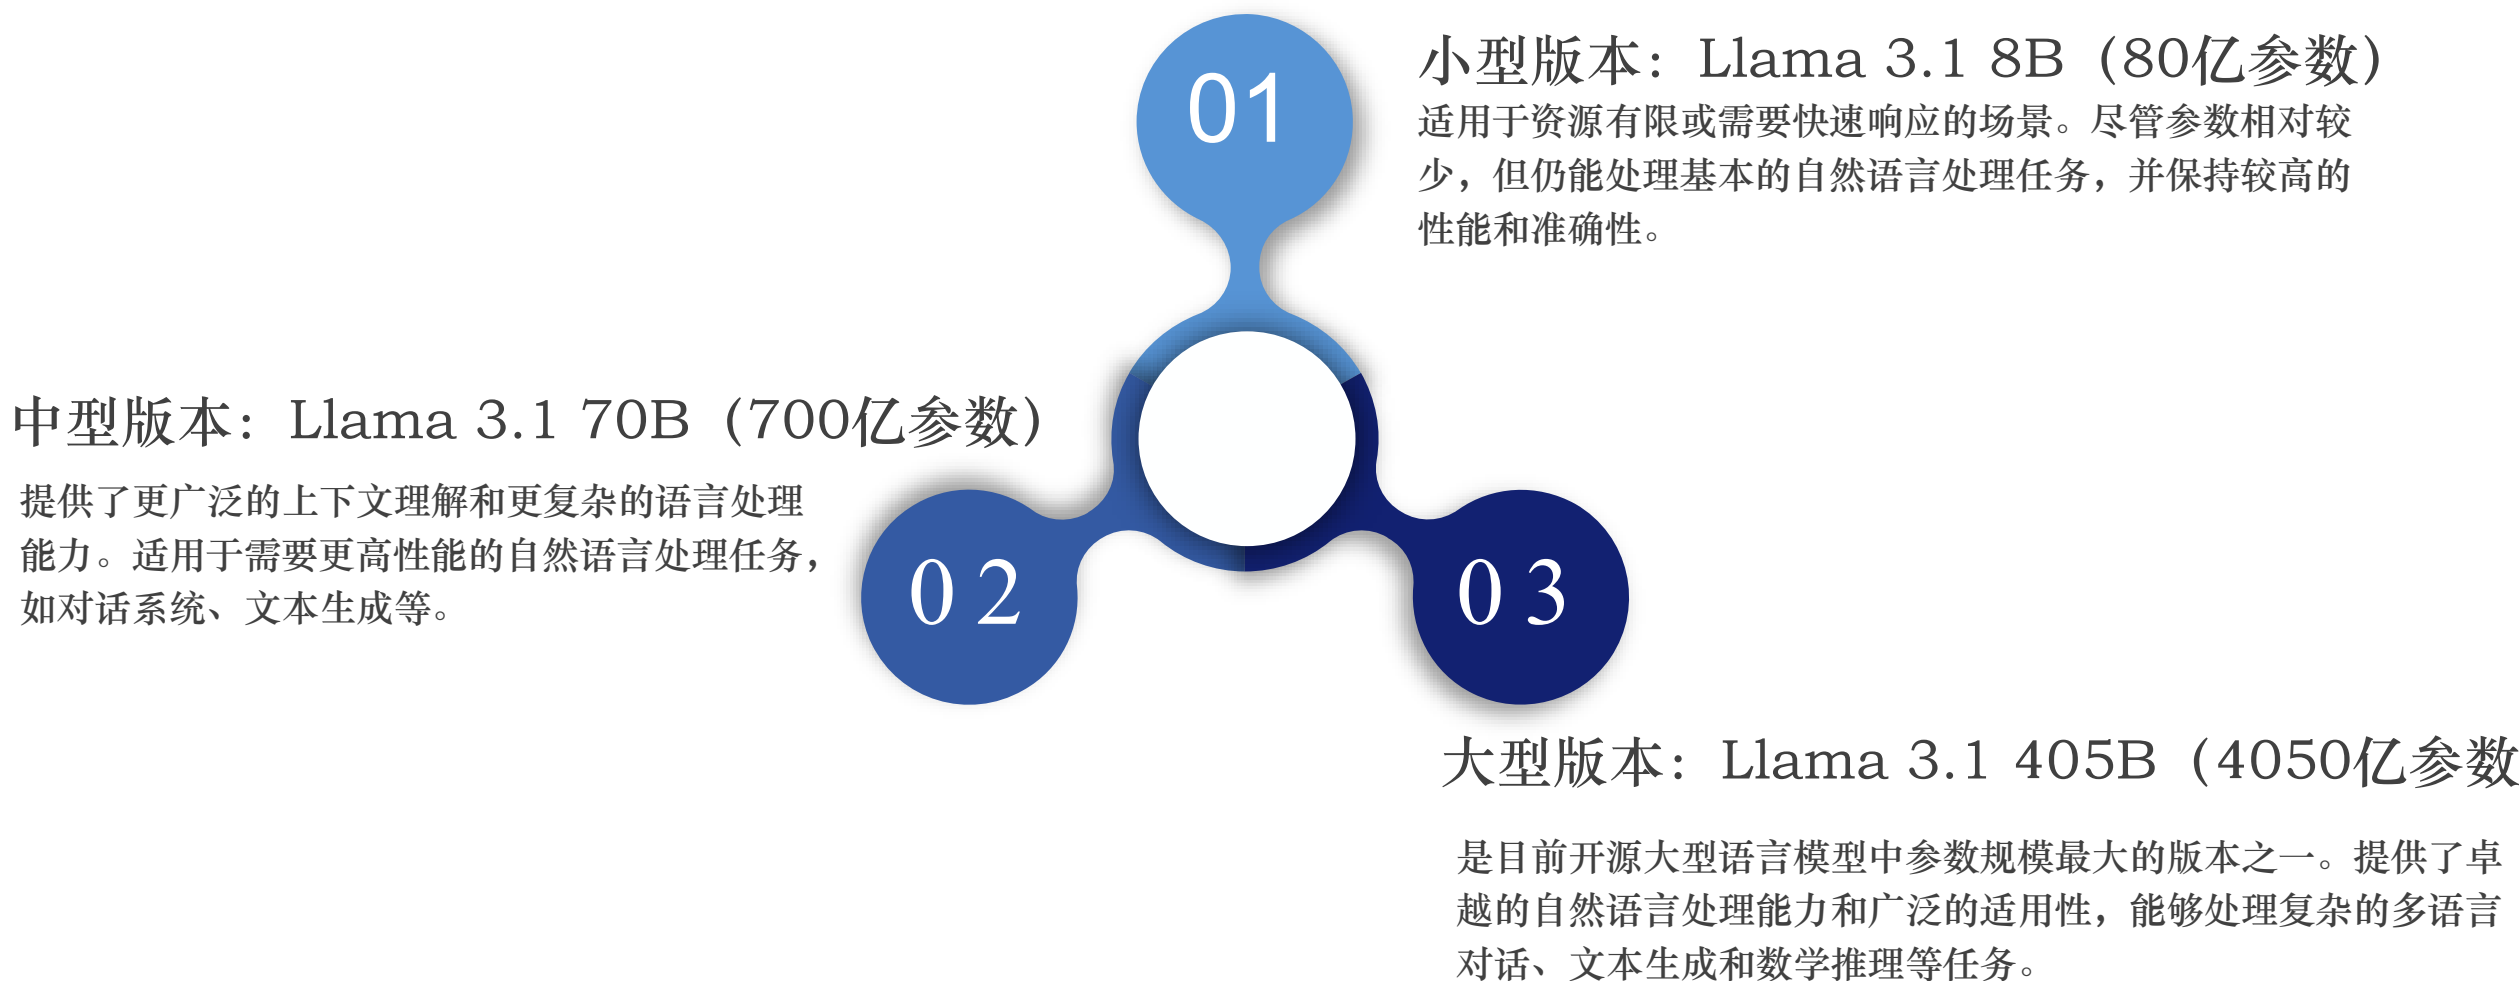 01
小型版本：Llama 3.1 8B（80亿参数）
适用于资源有限或需要快速响应的场景。尽管参数相对较
少，但仍能处理基本的自然语言处理任务，并保持较高的
性能和准确性。
中型版本：Llama 3.1 70B（700亿参数）
提供了更广泛的上下文理解和更复杂的语言处理
能力。适用于需要更高性能的自然语言处理任务，
如对话系统、文本生成等。
02
03
大型版本：Llama 3.1 405B（4050亿参数
是目前开源大型语言模型中参数规模最大的版本之一。提供了卓
越的自然语言处理能力和广泛的适用性，能够处理复杂的多语言
对话、文本生成和数学推理等任务。